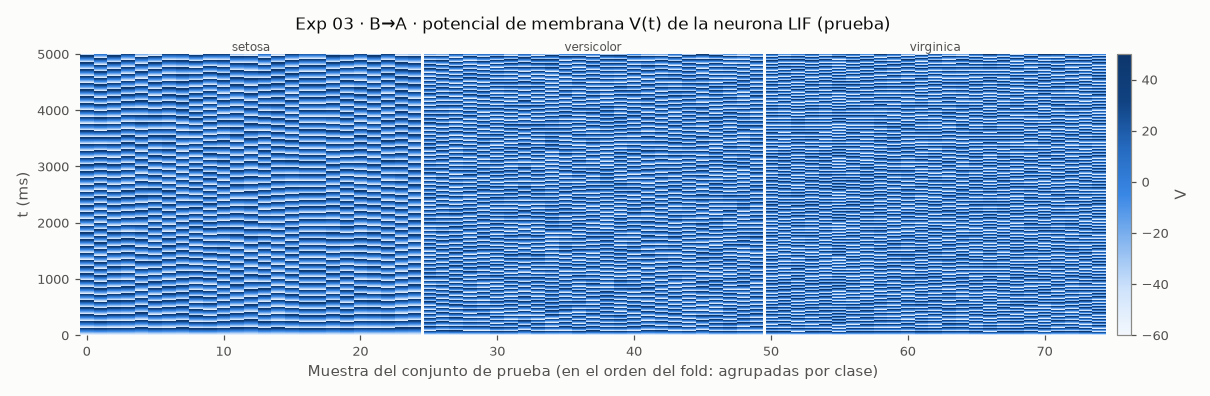 Exp 03 · B→A · potencial de membrana V(t) de la neurona LIF (prueba)
setosa
versicolor
virginica
5000
4000
3000
2000
1000
0
t (ms)
0
10
20
30
40
50
60
70
Muestra del conjunto de prueba (en el orden del fold: agrupadas por clase)
40
20
0
−20
−40
−60
V